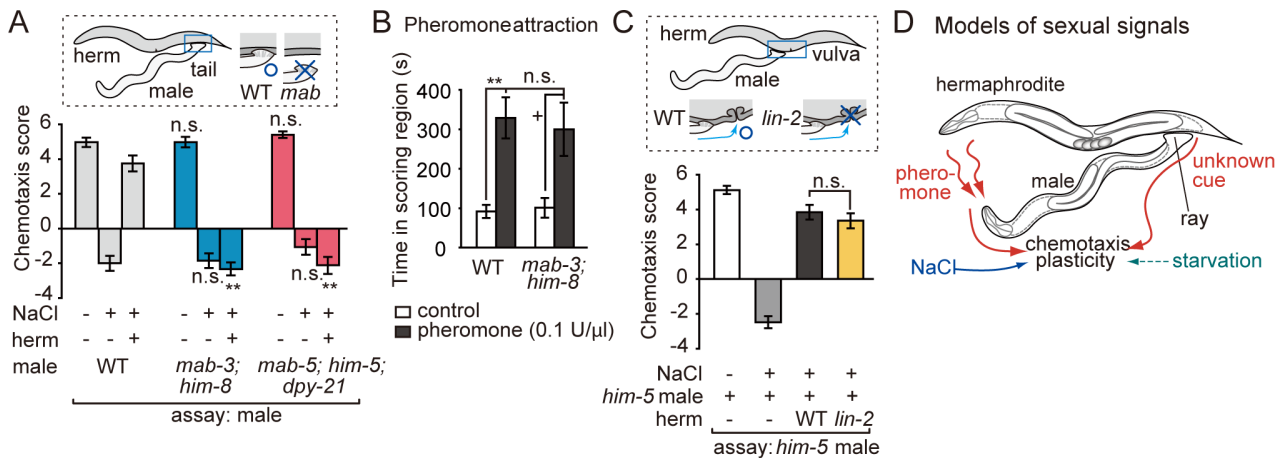 A
herm
tail
male
WT
mab
Chemotaxis score
6
4
2
0
-2
4
n.s.
n.s.
n.s.
**
n.s.
**
NaCl - + + - + + - + +
herm - - + - - + - - +
male WT mab-3; mab-5; him-5;
him-8 dpy-21
assay: male
B Pheromone attraction
Time in scoring region (s)
400
300
200
100
0
**
n.s.
+
WT mab-3;
him-8
control
pheromone (0.1 U/μl)
C
herm
vulva
male
WT
lin-2
Chemotaxis score
6
4
2
0
-2
-4
n.s.
NaCl - + + +
him-5 male + + + +
herm - - WT lin-2
assay: him-5 male
D Models of sexual signals
hermaphrodite
phero-
mone
male
unknown
cue
ray
chemotaxis
plasticity
NaCl
starvation